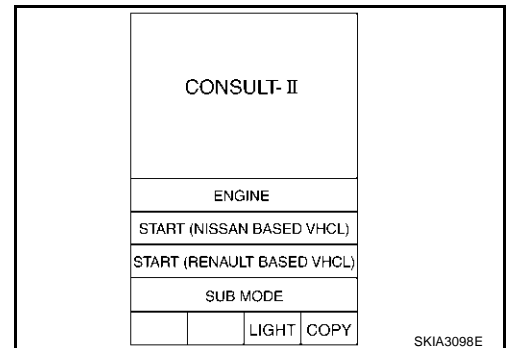 CONSULT-II
ENGINE
START (NISSAN BASED VHCL)
START (RENAULT BASED VHCL)
SUB MODE
LIGHT COPY
SKIA3098E